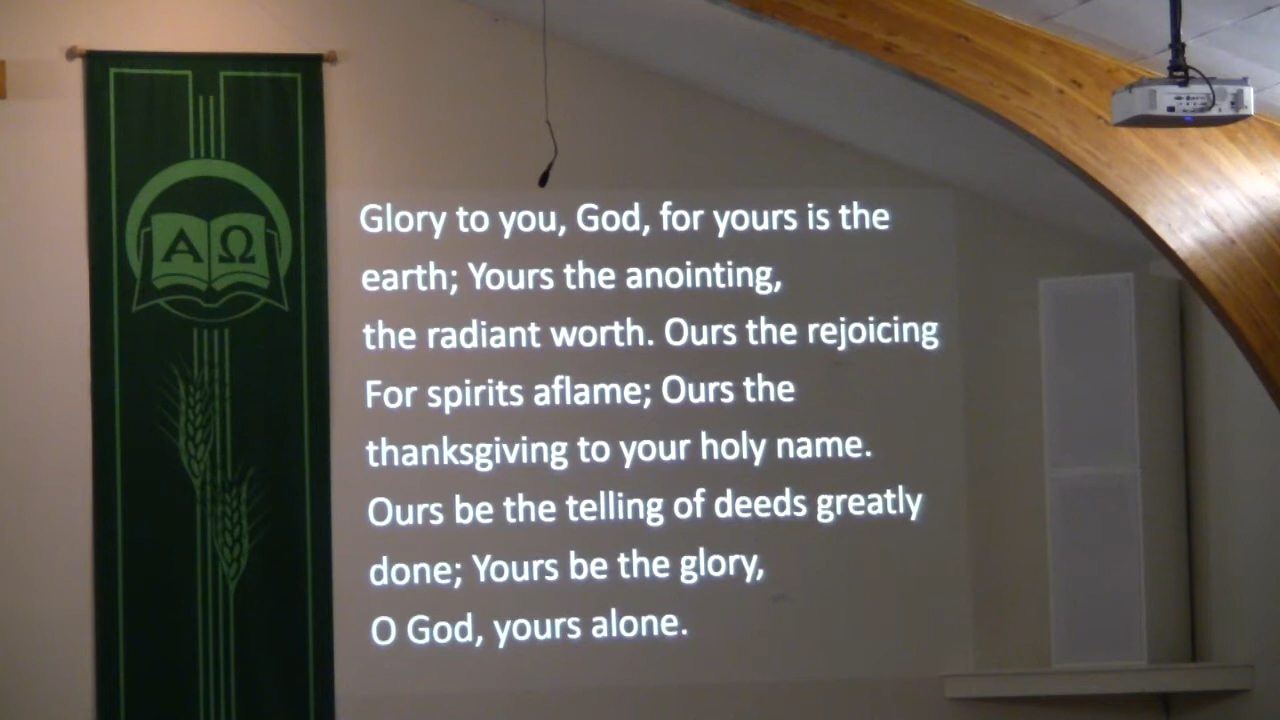 Α Ω
Glory to you, God, for yours is the
earth; Yours the anointing,
the radiant worth. Ours the rejoicing
For spirits aflame; Ours the
thanksgiving to your holy name.
Ours be the telling of deeds greatly
done; Yours be the glory,
O God, yours alone.